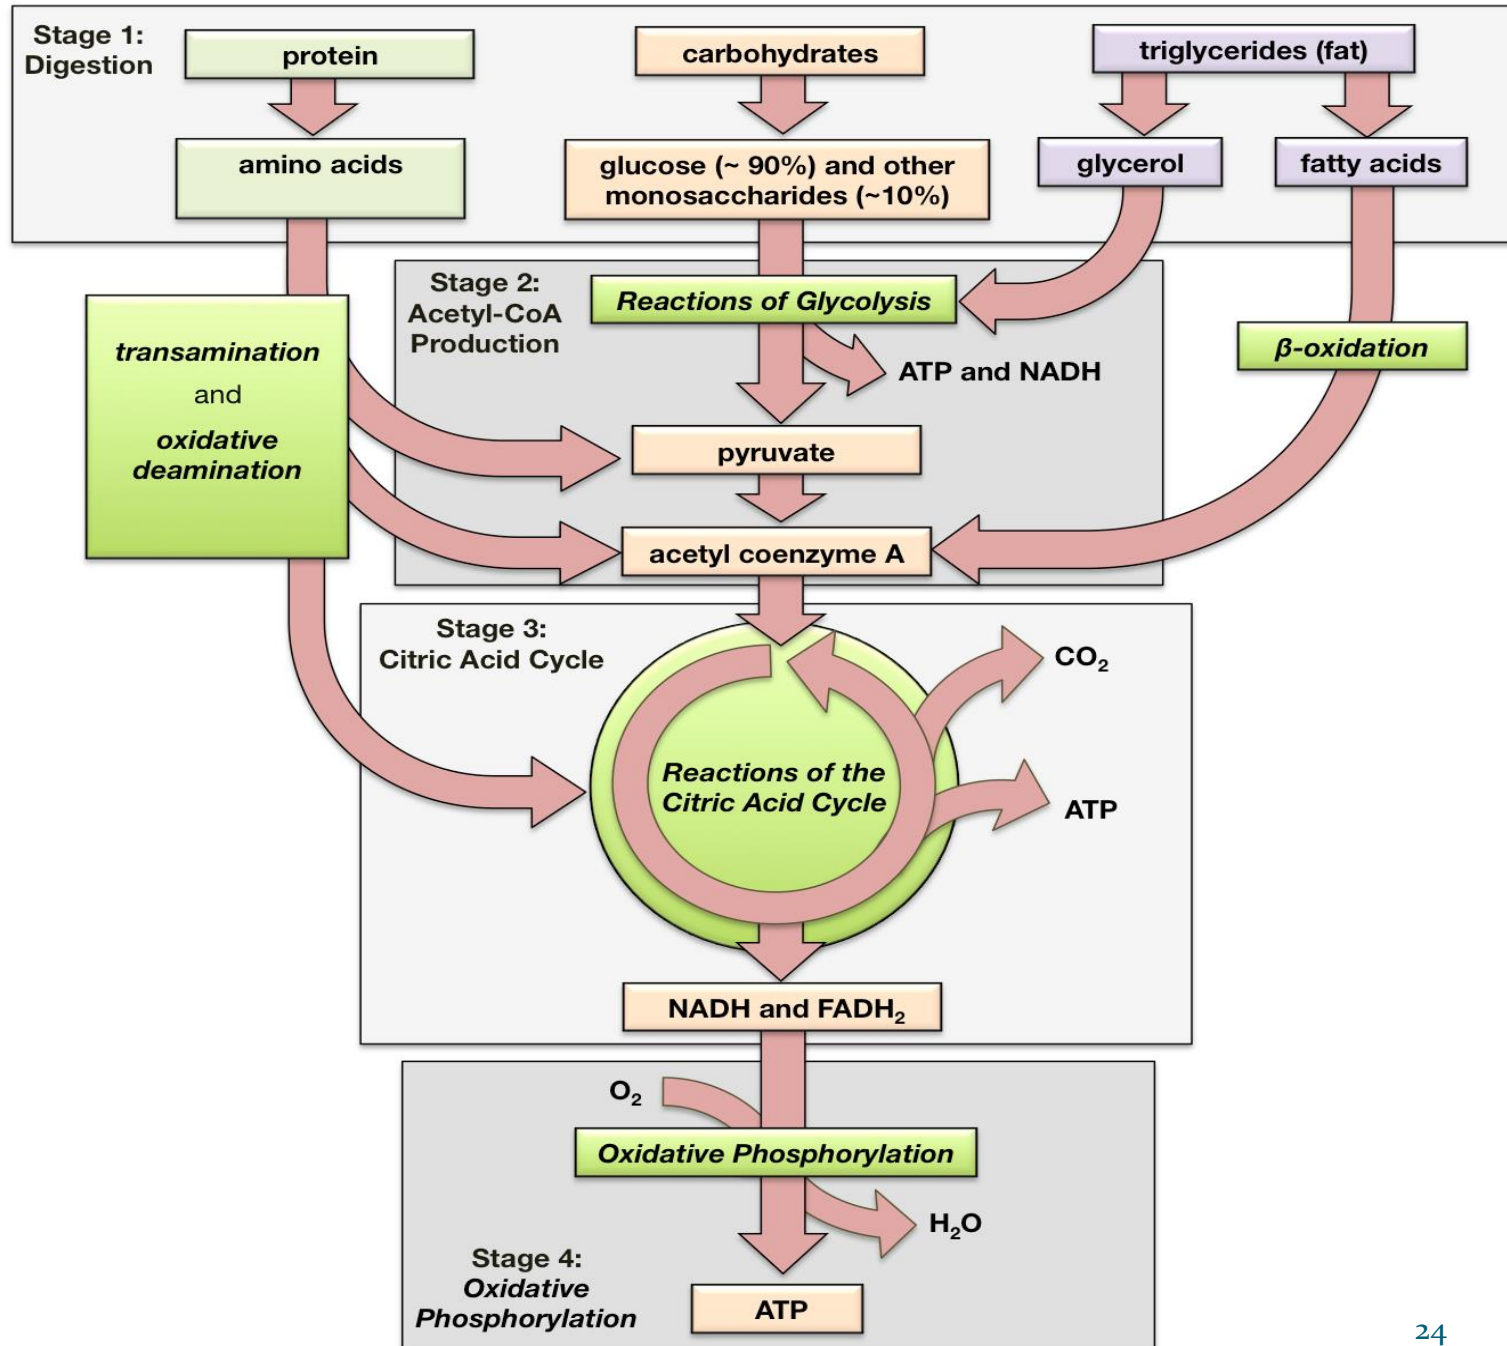 Stage 1:
Digestion
protein
carbohydrates
triglycerides (fat)
amino acids
glucose (~ 90%) and other
monosaccharides (~10%)
glycerol
fatty acids
Stage 2:
Acetyl-CoA
Production
Reactions of Glycolysis
transamination
and
oxidative
deamination
β-oxidation
ATP and NADH
pyruvate
acetyl coenzyme A
Stage 3:
Citric Acid Cycle
CO₂
Reactions of the
Citric Acid Cycle
ATP
NADH and FADH₂
O₂
Oxidative Phosphorylation
H₂O
Stage 4:
Oxidative
Phosphorylation
ATP
24